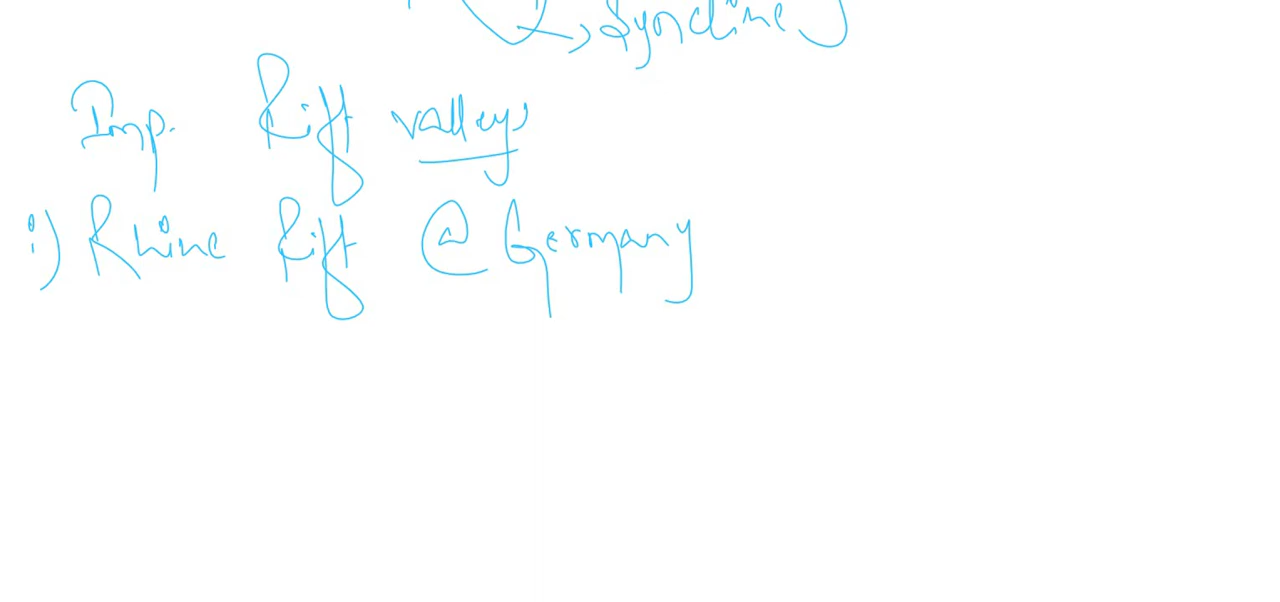 Syncline
Imp. Rift valleys
i) Rhine Rift @ Germany